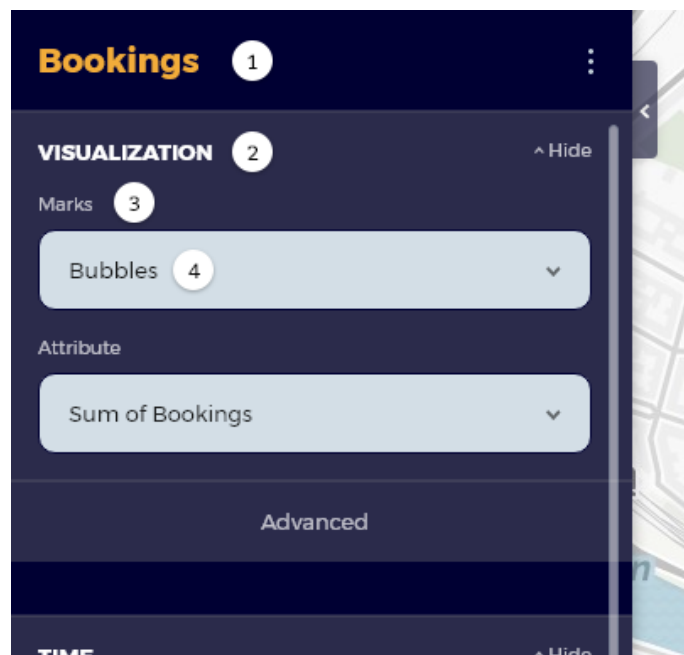 Bookings 1
VISUALIZATION 2 ^ Hide
Marks 3
Bubbles 4
Attribute
Sum of Bookings
Advanced
TIME ^ Hide